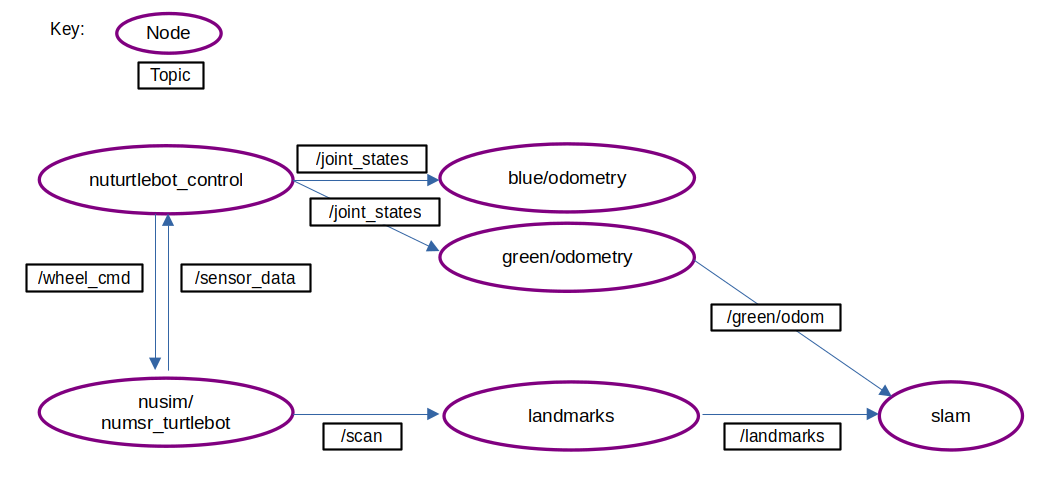 Key:
Node
Topic
/joint_states
nuturtlebot_control
blue/odometry
/joint_states
green/odometry
/wheel_cmd
/sensor_data
/green/odom
nusim/
numsr_turtlebot
landmarks
slam
/scan
/landmarks